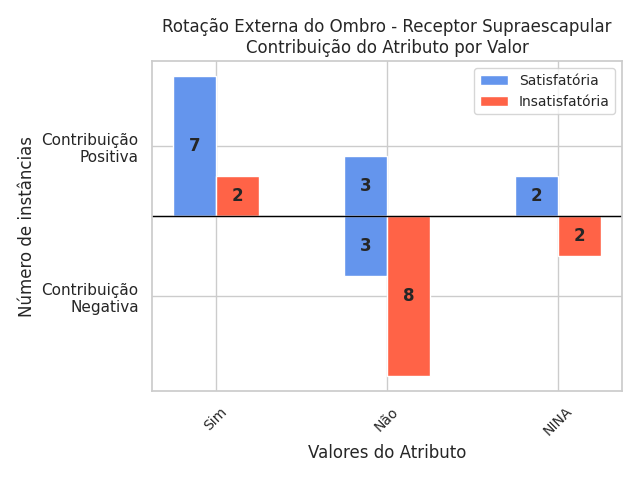 Rotação Externa do Ombro - Receptor Supraescapular
Contribuição do Atributo por Valor
Satisfatória
Insatisfatória
Contribuição
Positiva
Contribuição
Negativa
Número de instâncias
7
2
3
3
8
2
2
Sim
Não
NINA
Valores do Atributo